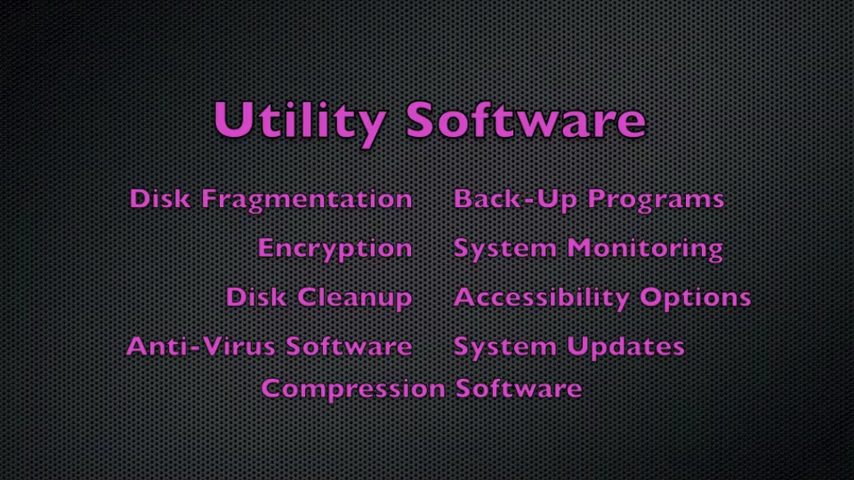 Utility Software
Disk Fragmentation
Back-Up Programs
Encryption
System Monitoring
Disk Cleanup
Accessibility Options
Anti-Virus Software
System Updates
Compression Software